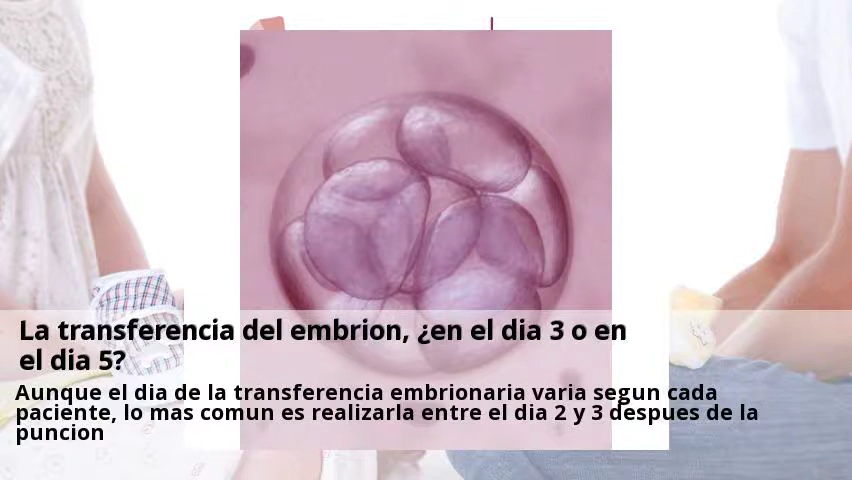 La transferencia del embrion, ¿en el dia 3 o en
el dia 5?
Aunque el dia de la transferencia embrionaria varia segun cada
paciente, lo mas comun es realizarla entre el dia 2 y 3 despues de la
puncion